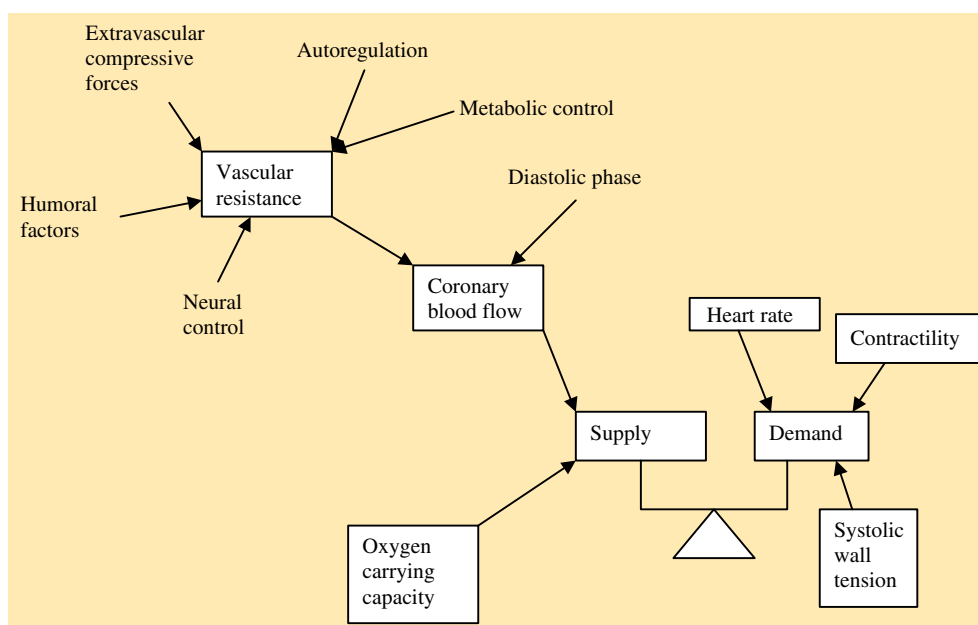 Extravascular
compressive
forces
Autoregulation
Metabolic control
Vascular
resistance
Diastolic phase
Humoral
factors
Neural
control
Coronary
blood flow
Heart rate
Contractility
Supply
Demand
Oxygen
carrying
capacity
Systolic
wall
tension